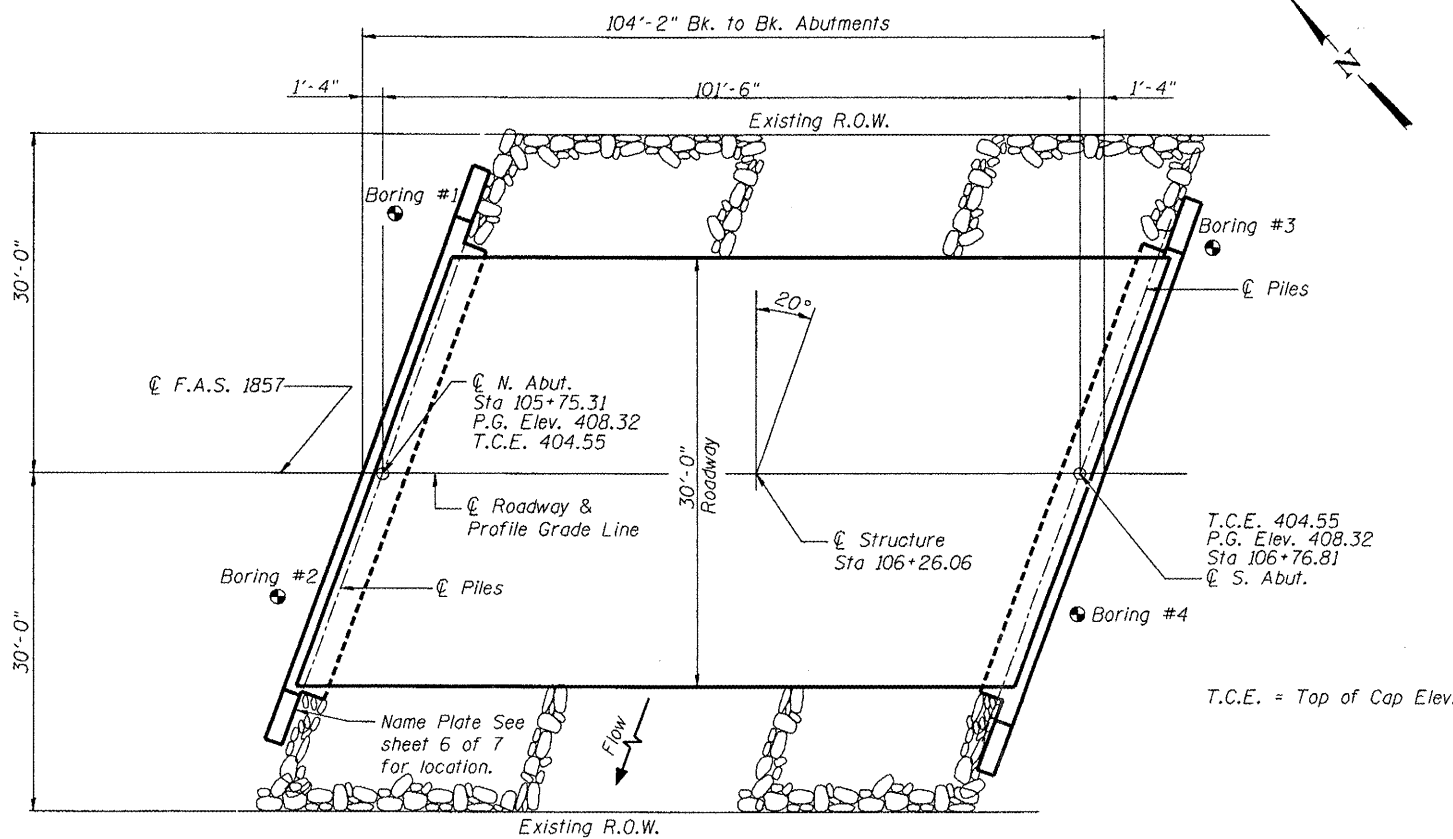 104'-2" Bk. to Bk. Abutments
N
1'-4"
101'-6"
1'-4"
Existing R.O.W.
Boring #1
Boring #3
30'-0"
20°
℄ Piles
℄ F.A.S. 1857
℄ N. Abut.
Sta 105+75.31
P.G. Elev. 408.32
T.C.E. 404.55
30'-0"
Roadway
℄ Roadway &
Profile Grade Line
℄ Structure
Sta 106+26.06
T.C.E. 404.55
P.G. Elev. 408.32
Sta 106+76.81
℄ S. Abut.
Boring #2
℄ Piles
Boring #4
30'-0"
T.C.E. = Top of Cap Elev.
Name Plate See
sheet 6 of 7
for location.
Flow
Existing R.O.W.